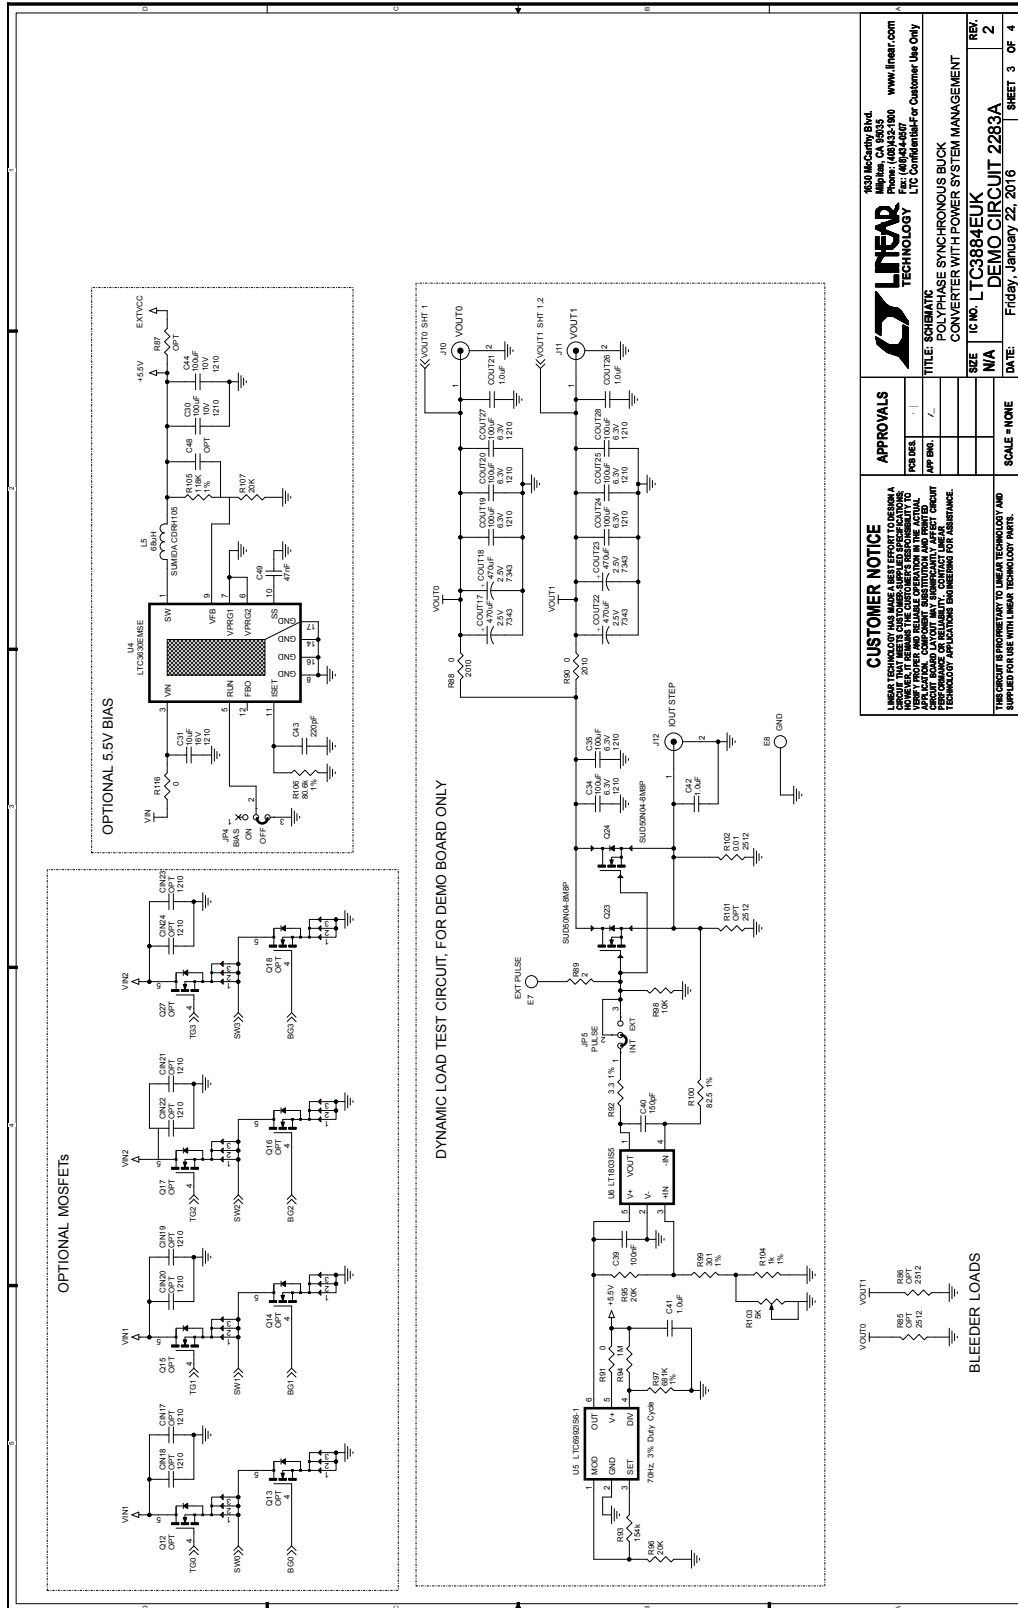 OPTIONAL MOSFETs
VIN1
CIN18
OPT
1210
CIN17
OPT
1210
Q12
OPT
TG0
SW0
BG0
Q13
OPT
VIN1
CIN20
OPT
1210
CIN19
OPT
1210
Q15
OPT
TG1
SW1
BG1
Q14
OPT
VIN2
CIN22
OPT
1210
CIN21
OPT
1210
Q17
OPT
TG2
SW2
BG2
Q16
OPT
VIN2
CIN24
OPT
1210
CIN23
OPT
1210
Q27
OPT
TG3
SW3
BG3
Q18
OPT
OPTIONAL 5.5V BIAS
VIN
R116
0
C31
10uF
16V
1210
JP4
BIAS
ON
OFF
R106
80.6k
1%
C43
220pF
U4
LTC3630EMSE
VIN
RUN
FBO
ISET
SW
VFB
VPRG1
VPRG2
SS
GND
GND
GND
GND
L5
6.8uH
SUMIDA CDRH105
R105
118K
1%
R107
20K
C48
OPT
C30
100uF
10V
1210
C44
100uF
10V
1210
+5.5V
R87
OPT
EXTVCC
C49
47nF
DYNAMIC LOAD TEST CIRCUIT, FOR DEMO BOARD ONLY
U5 LTC6992IS6-1
MOD
GND
SET
OUT
V+
DIV
70Hz, 3% Duty Cycle
R93
154k
R96
20K
R91
0
R94
1M
R97
681K
1%
+5.5V
C41
1.0uF
R95
20K
C39
100nF
R99
301
1%
R103
5K
R104
1k
1%
U6 LT1803IS5
V+
V-
+IN
VOUT
-IN
R92
3.3 1%
C40
150pF
R100
82.5 1%
JP5
PULSE
INT
EXT
EXT PULSE
E7
R89
2
R98
10K
Q23
SUD50N04-8M8P
Q24
SUD50N04-8M8P
R101
OPT
2512
R102
0.01
2512
C34
100uF
6.3V
1210
C35
100uF
6.3V
1210
C42
1.0uF
J12
IOUT STEP
E8
GND
R88
0
2010
VOUT0
COUT17
470uF
2.5V
7343
COUT18
470uF
2.5V
7343
COUT19
100uF
6.3V
1210
COUT20
100uF
6.3V
1210
COUT27
100uF
6.3V
1210
COUT21
1.0uF
VOUT0 SHT 1
J10
VOUT0
R90
0
2010
VOUT1
COUT22
470uF
2.5V
7343
COUT23
470uF
2.5V
7343
COUT24
100uF
6.3V
1210
COUT25
100uF
6.3V
1210
COUT28
100uF
6.3V
1210
COUT26
1.0uF
VOUT1 SHT 1,2
J11
VOUT1
VOUT0
R85
OPT
2512
VOUT1
R86
OPT
2512
BLEEDER LOADS
CUSTOMER NOTICE
LINEAR TECHNOLOGY HAS MADE A BEST EFFORT TO DESIGN A
CIRCUIT THAT MEETS CUSTOMER-SUPPLIED SPECIFICATIONS;
HOWEVER, IT REMAINS THE CUSTOMER'S RESPONSIBILITY TO
VERIFY PROPER AND RELIABLE OPERATION IN THE ACTUAL
APPLICATION. COMPONENT SUBSTITUTION AND PRINTED
CIRCUIT BOARD LAYOUT MAY SIGNIFICANTLY AFFECT CIRCUIT
PERFORMANCE OR RELIABILITY. CONTACT LINEAR
TECHNOLOGY APPLICATIONS ENGINEERING FOR ASSISTANCE.
THIS CIRCUIT IS PROPRIETARY TO LINEAR TECHNOLOGY AND
SUPPLIED FOR USE WITH LINEAR TECHNOLOGY PARTS.
APPROVALS
PCB DES.
APP ENG.
SCALE = NONE
LINEAR
TECHNOLOGY
1630 McCarthy Blvd.
Milpitas, CA 95035
Phone: (408)432-1900 www.linear.com
Fax: (408)434-0507
LTC Confidential-For Customer Use Only
TITLE: SCHEMATIC
POLYPHASE SYNCHRONOUS BUCK
CONVERTER WITH POWER SYSTEM MANAGEMENT
SIZE
N/A
IC NO. LTC3884EUK
DEMO CIRCUIT 2283A
REV.
2
DATE:
Friday, January 22, 2016
SHEET 3 OF 4